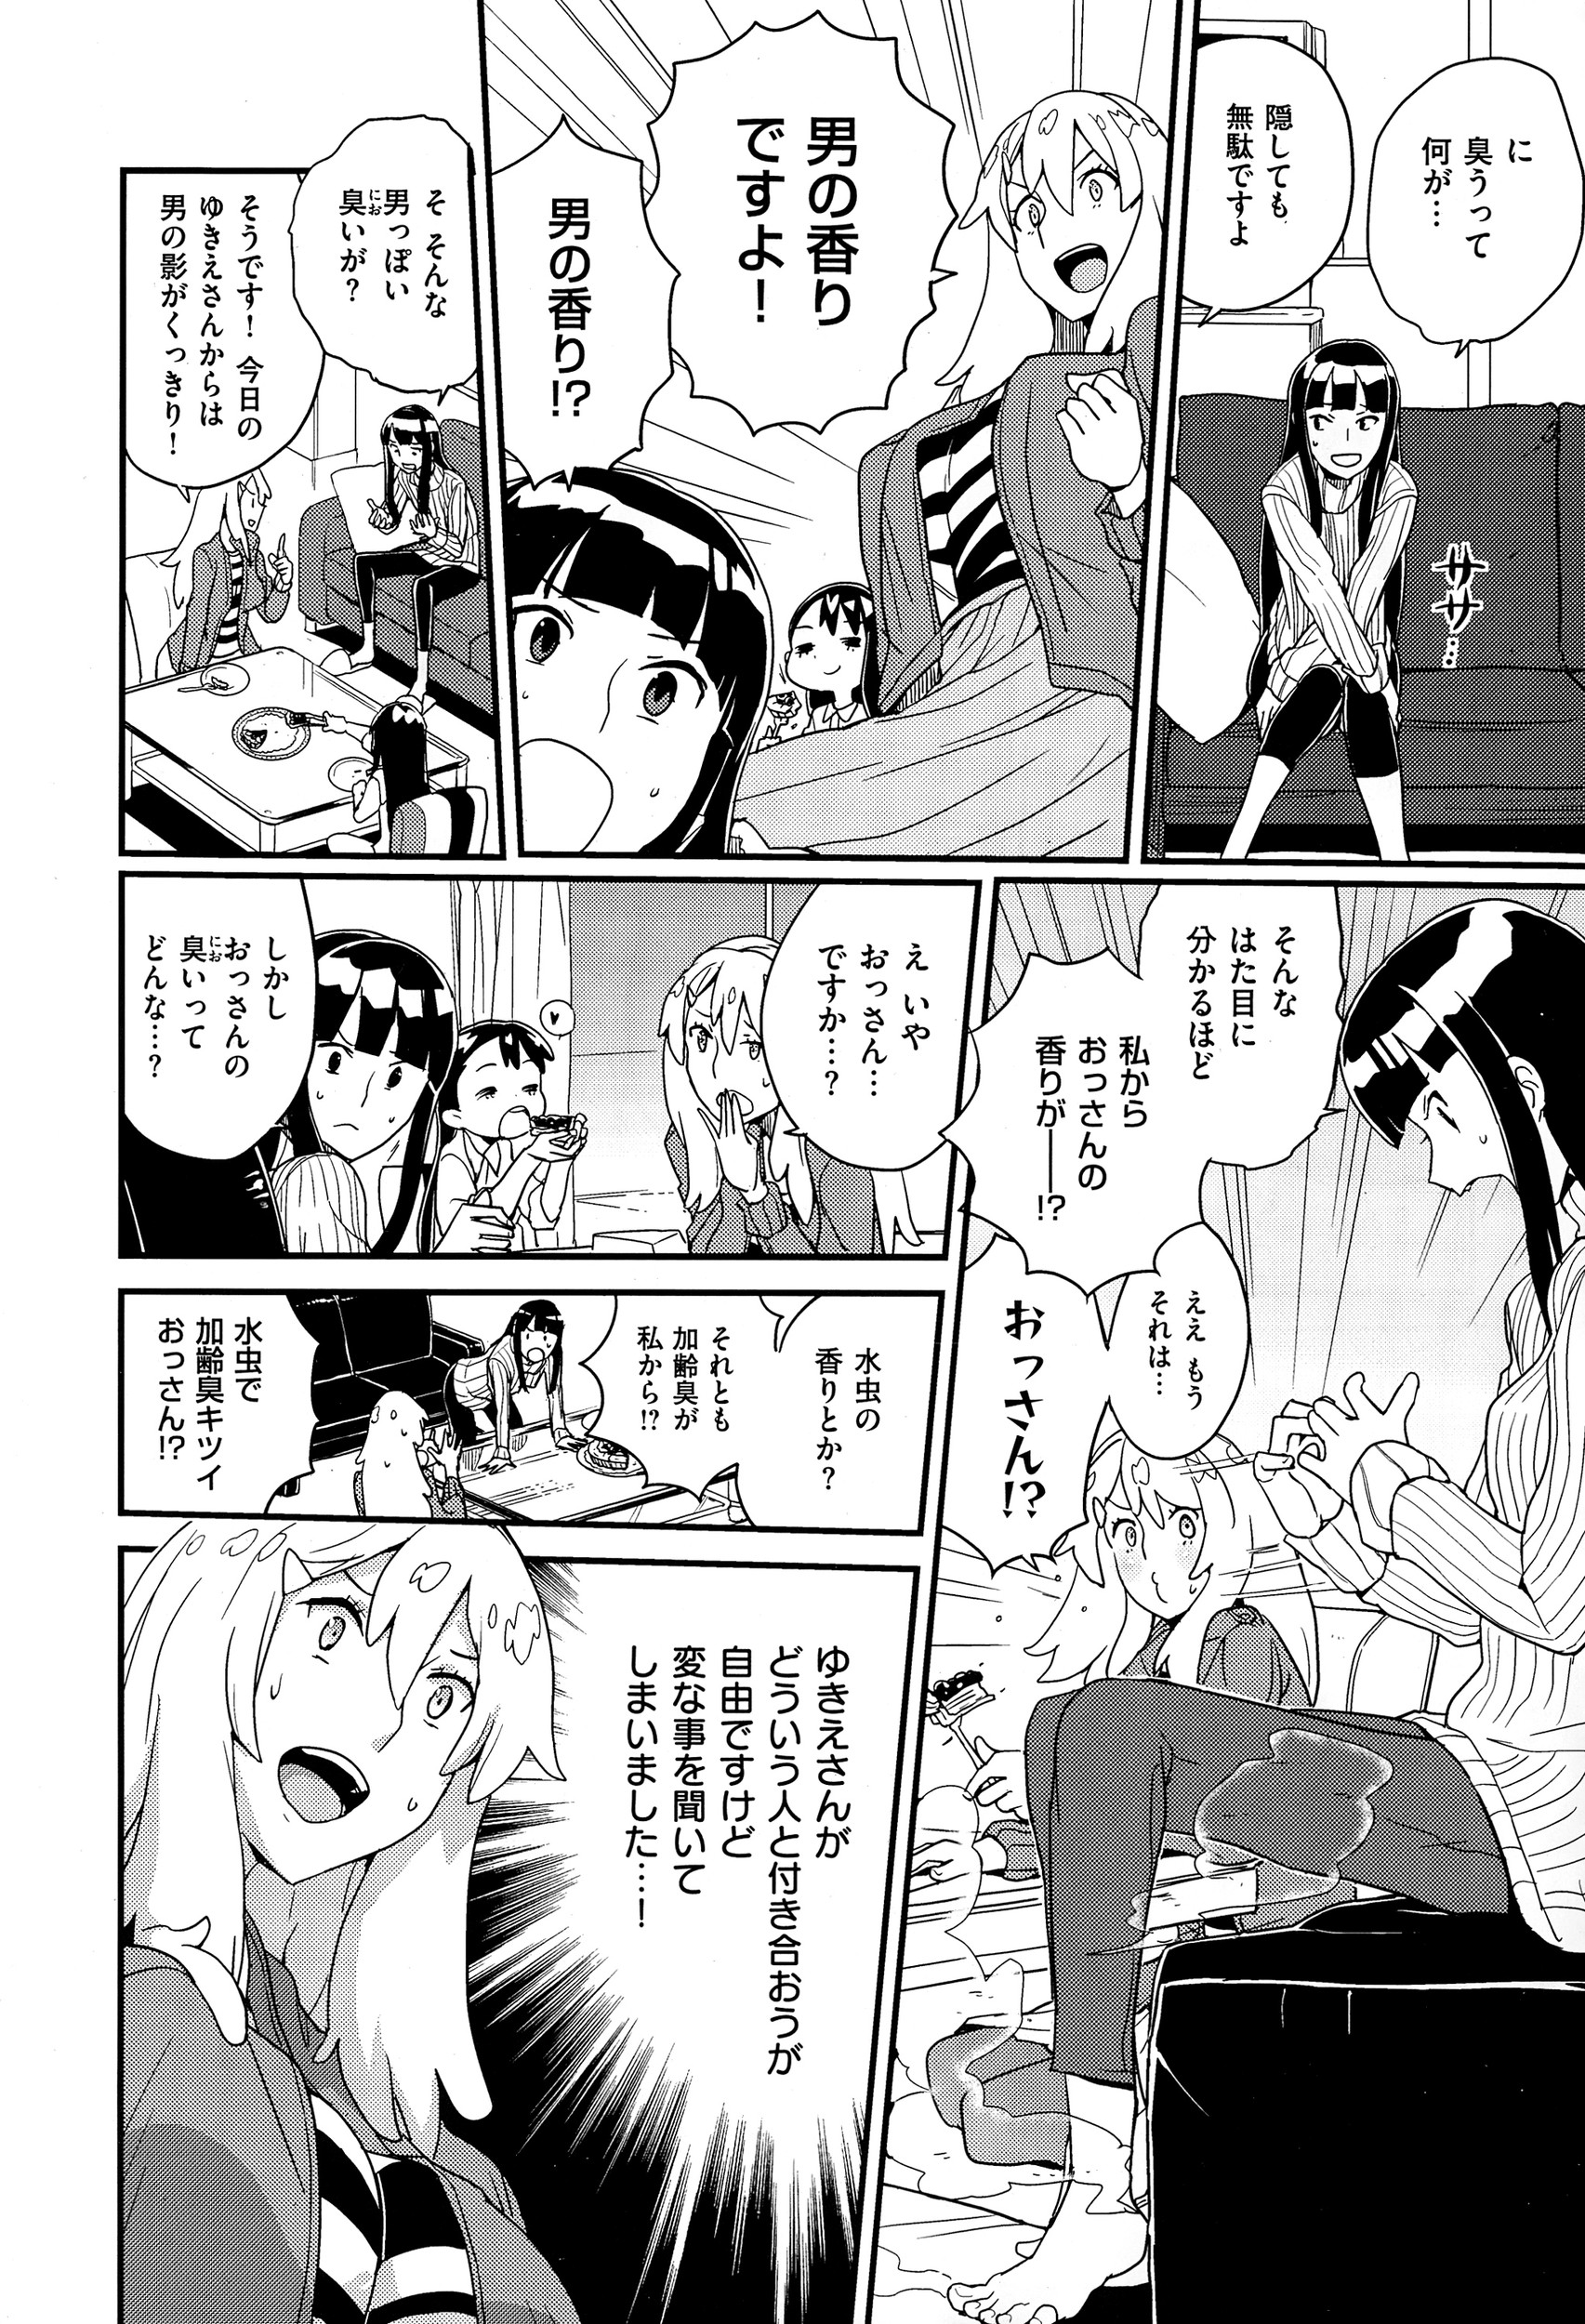 に
臭うって
何が…
隠しても
無駄ですよ
ササ…
男の香り
ですよ！
男の香り!?
そ そんな
男っぽい
臭いが？
そうです！ 今日の
ゆきえさんからは
男の影がくっきり！
そんな
はた目に
分かるほど
私から
おっさんの
香りが――!?
ええ もう
それは…
おっさん!?
え いや
おっさん…
ですか…？
しかし
おっさんの
臭いって
どんな…？
水虫の
香りとか？
それとも
加齢臭が
私から!?
水虫で
加齢臭キツイ
おっさん!?
ゆきえさんが
どういう人と付き合おうが
自由ですけど
変な事を聞いて
しまいました…！